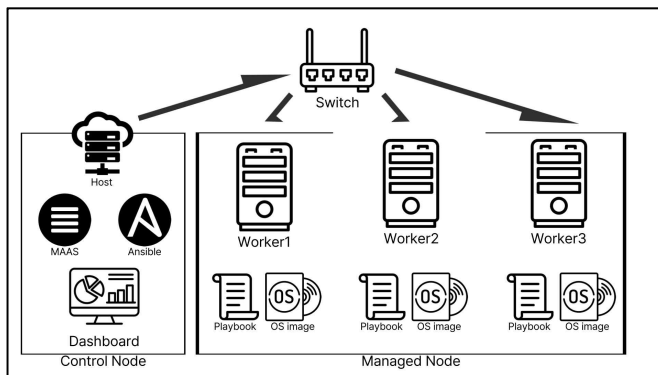 Switch
Host
MAAS
Ansible
Dashboard
Control Node
Worker1
Worker2
Worker3
Playbook
OS
OS image
Playbook
OS
OS image
Playbook
OS
OS image
Managed Node